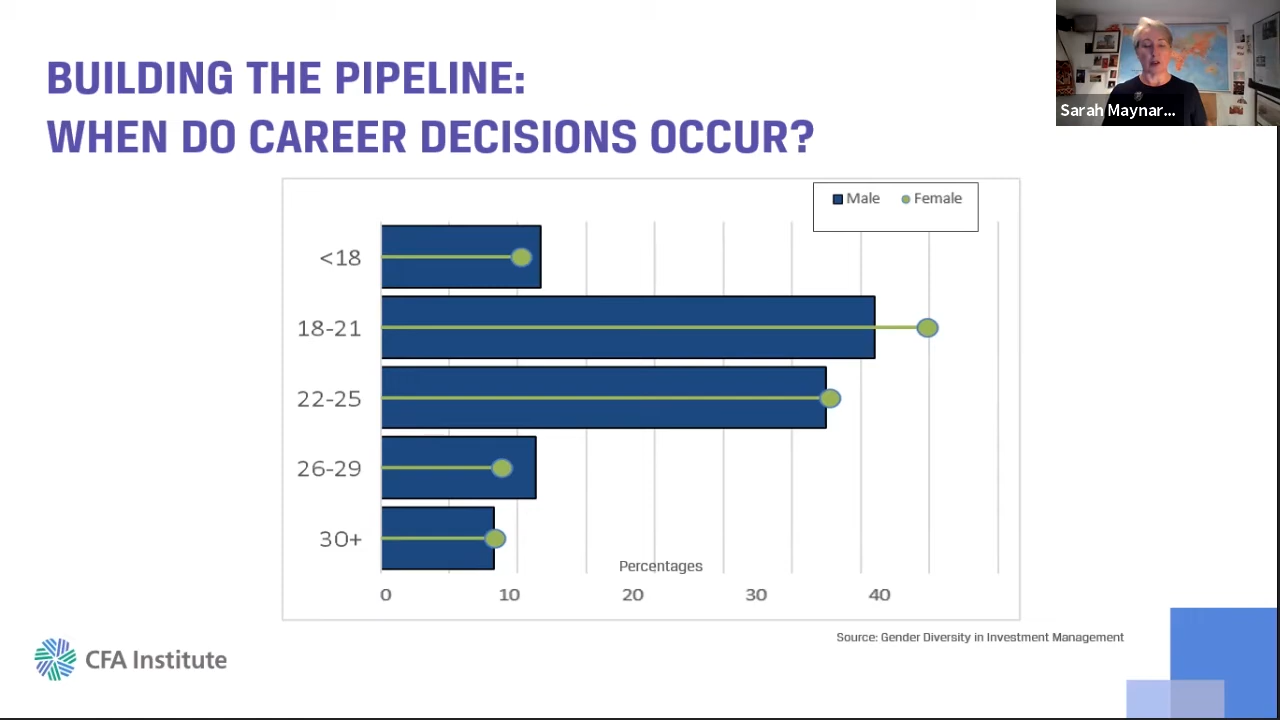 BUILDING THE PIPELINE:
WHEN DO CAREER DECISIONS OCCUR?
Sarah Maynar...
Male Female
<18
18-21
22-25
26-29
30+
Percentages
0 10 20 30 40
Source: Gender Diversity in Investment Management
CFA Institute